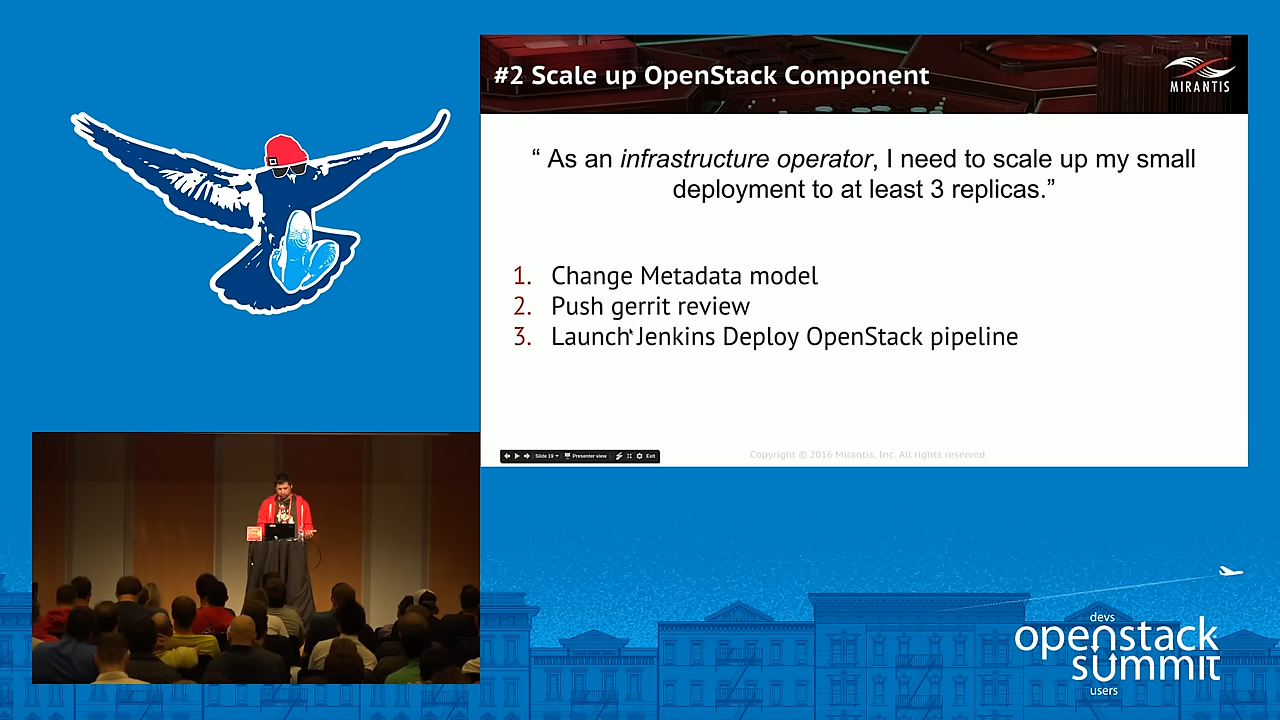 #2 Scale up OpenStack Component
MIRANTIS
“ As an infrastructure operator, I need to scale up my small
deployment to at least 3 replicas.”
1. Change Metadata model
2. Push gerrit review
3. Launch Jenkins Deploy OpenStack pipeline
Slide 19
Presenter view
Exit
Copyright © 2016 Mirantis, Inc. All rights reserved
devs
openstack
summit
users